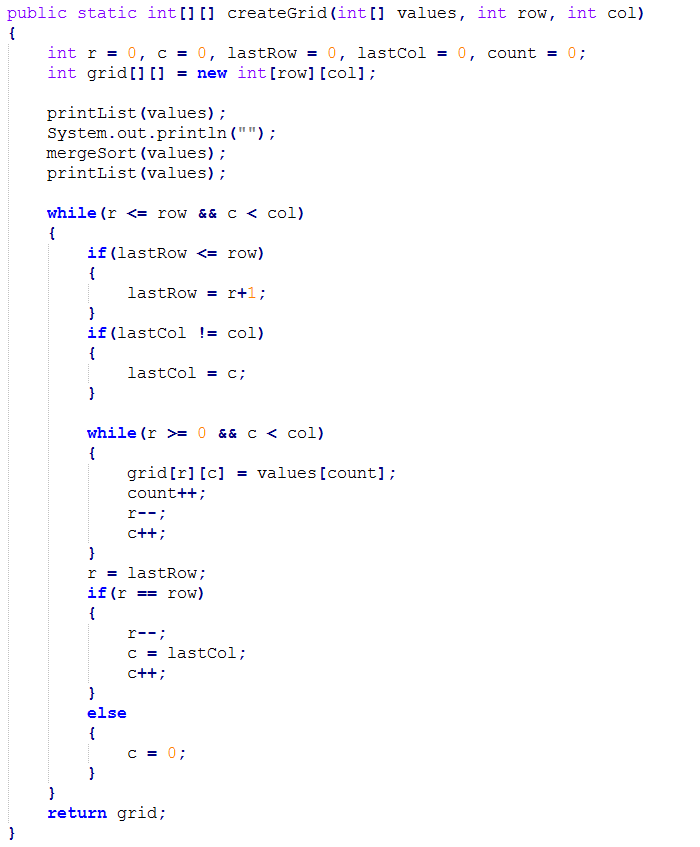 public static int[][] createGrid(int[] values, int row, int col)
{
    int r = 0, c = 0, lastRow = 0, lastCol = 0, count = 0;
    int grid[][] = new int[row][col];

    printList(values);
    System.out.println("");
    mergeSort(values);
    printList(values);

    while(r <= row && c < col)
    {
        if(lastRow <= row)
        {
            lastRow = r+1;
        }
        if(lastCol != col)
        {
            lastCol = c;
        }

        while(r >= 0 && c < col)
        {
            grid[r][c] = values[count];
            count++;
            r--;
            c++;
        }
        r = lastRow;
        if(r == row)
        {
            r--;
            c = lastCol;
            c++;
        }
        else
        {
            c = 0;
        }
    }
    return grid;
}